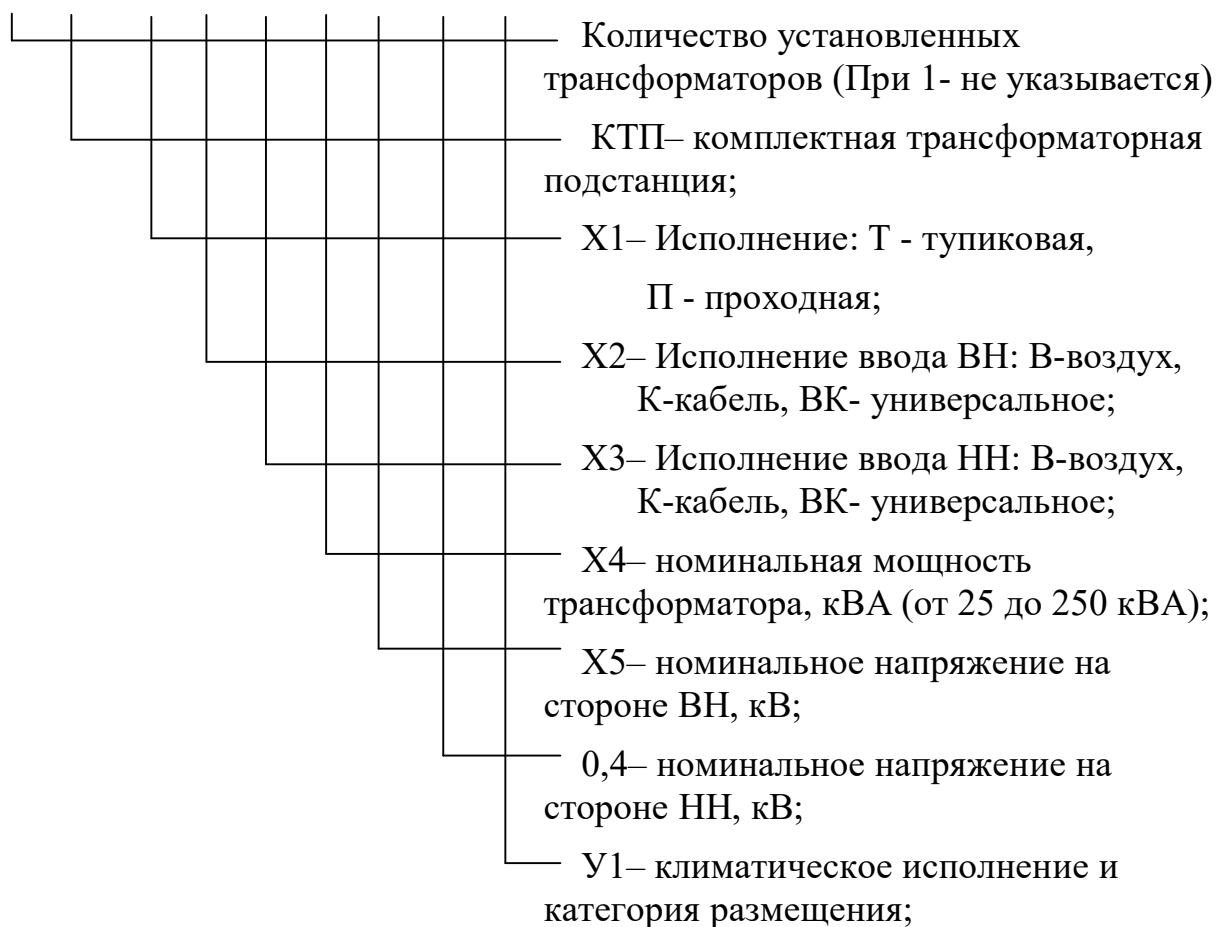 Количество установленных
трансформаторов (При 1- не указывается)
КТП– комплектная трансформаторная
подстанция;
Х1– Исполнение: Т - тупиковая,
П - проходная;
Х2– Исполнение ввода ВН: В-воздух,
К-кабель, ВК- универсальное;
Х3– Исполнение ввода НН: В-воздух,
К-кабель, ВК- универсальное;
Х4– номинальная мощность
трансформатора, кВА (от 25 до 250 кВА);
Х5– номинальное напряжение на
стороне ВН, кВ;
0,4– номинальное напряжение на
стороне НН, кВ;
У1– климатическое исполнение и
категория размещения;